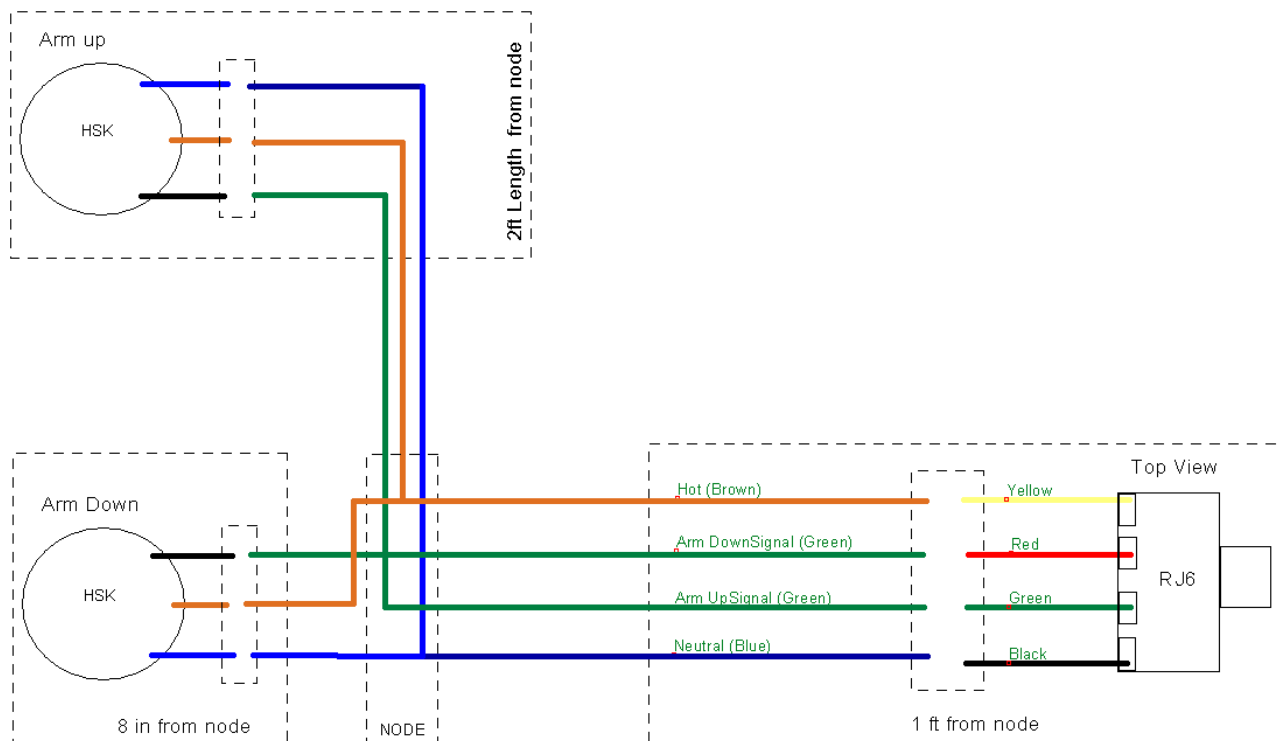 Arm up
HSK
2ft Length from node
Arm Down
HSK
8 in from node
NODE
Hot (Brown)
Arm DownSignal (Green)
Arm UpSignal (Green)
Neutral (Blue)
Top View
Yellow
Red
Green
Black
RJ6
1 ft from node